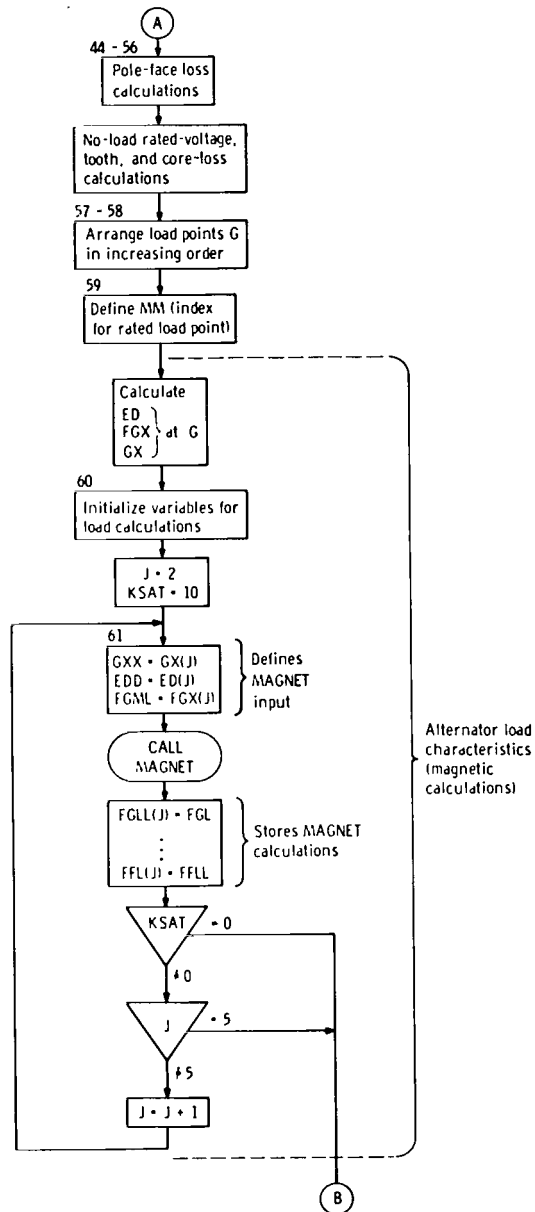 A
44 - 56
Pole-face loss
calculations
No-load rated-voltage,
tooth, and core-loss
calculations
57 - 58
Arrange load points G
in increasing order
59
Define MM (index
for rated load point)
Calculate
ED
FGX
GX
at G
60
Initialize variables for
load calculations
J = 2
KSAT = 10
61
GXX = GX(J)
EDD = ED(J)
FGML = FGX(J)
Defines
MAGNET
input
CALL
MAGNET
FGLL(J) = FGL
FFL(J) = FFLL
Stores MAGNET
calculations
Alternator load
characteristics
(magnetic
calculations)
KSAT
= 0
≠ 0
J
= 5
≠ 5
J = J + 1
B